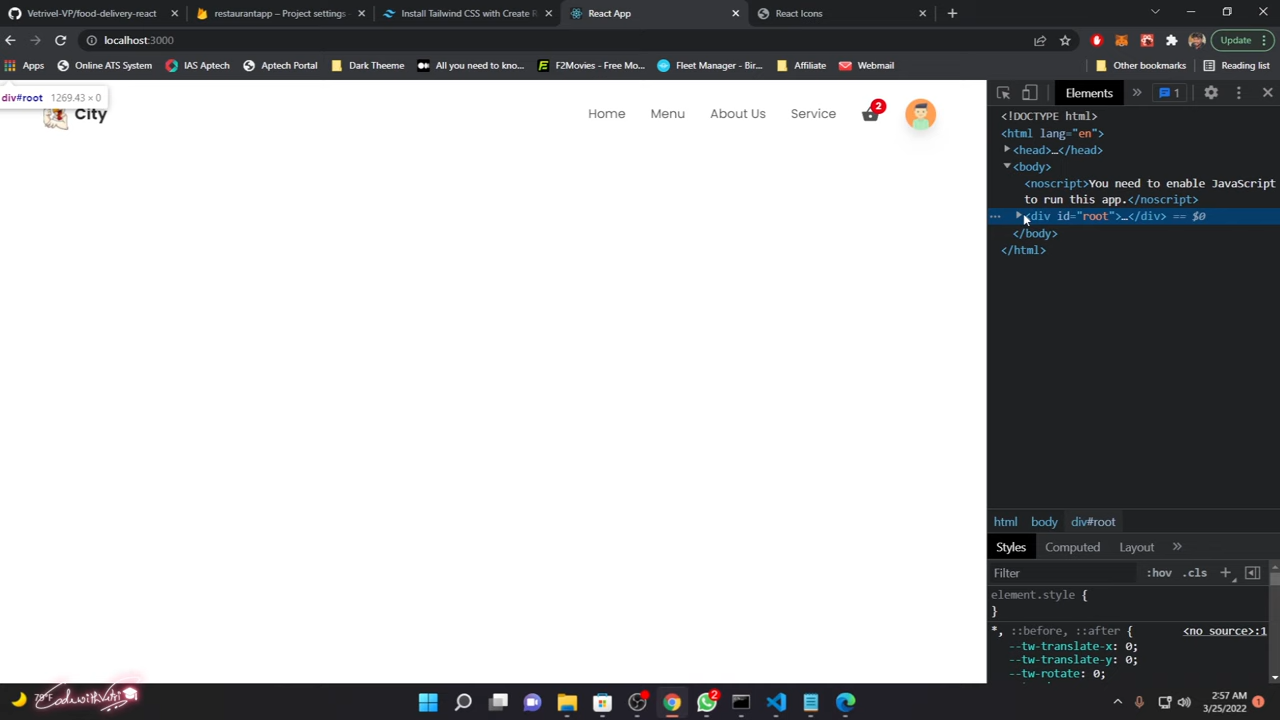 Vetrivel-VP/food-delivery-react
restaurantapp – Project settings -
Install Tailwind CSS with Create R
React App
React Icons
localhost:3000
Update
Apps
Online ATS System
IAS Aptech
Aptech Portal
Dark Theeme
All you need to kno...
F2Movies - Free Mo...
Fleet Manager - Bir...
Affiliate
Webmail
Other bookmarks
Reading list
div#root 1269.43 × 0
City
Home
Menu
About Us
Service
2
Elements
1
<!DOCTYPE html>
<html lang="en">
<head>…</head>
<body>
<noscript>You need to enable JavaScript
to run this app.</noscript>
<div id="root">…</div> == $0
</body>
</html>
html
body
div#root
Styles
Computed
Layout
Filter
:hov
.cls
element.style {
}
*, ::before, ::after {
<no source>:1
--tw-translate-x: 0;
--tw-translate-y: 0;
--tw-rotate: 0;
2
2:57 AM
3/25/2022
1